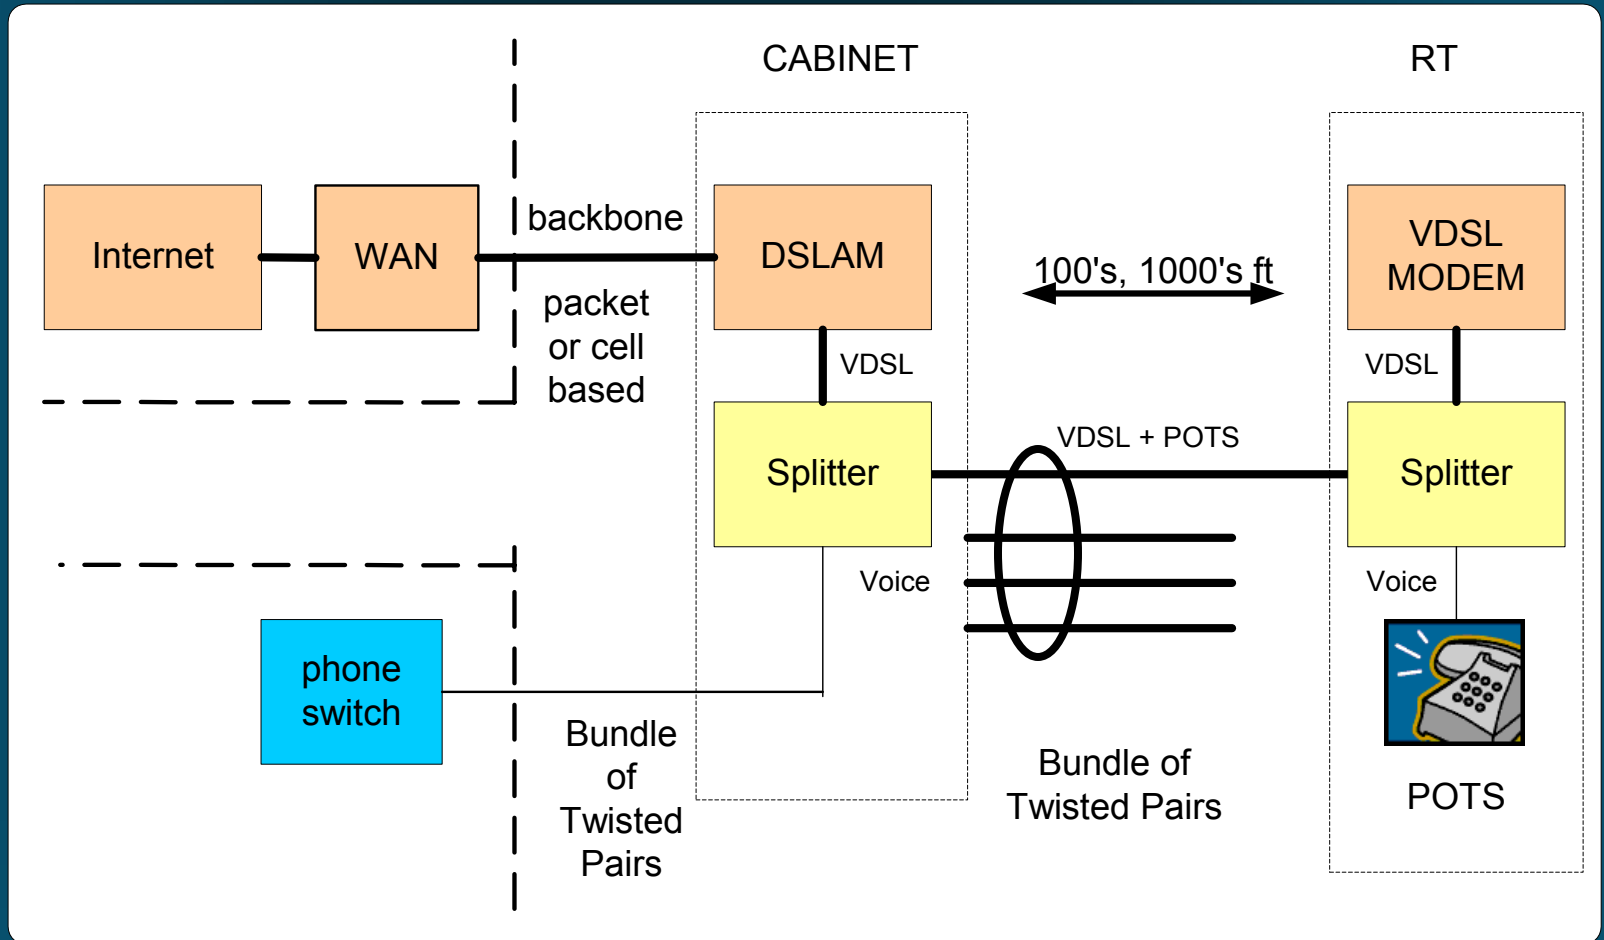 CABINET
RT
Internet
WAN
backbone
packet
or cell
based
DSLAM
100's, 1000's ft
VDSL
MODEM
VDSL
VDSL
Splitter
VDSL + POTS
Splitter
Voice
Voice
phone
switch
Bundle
of
Twisted
Pairs
Bundle of
Twisted Pairs
POTS